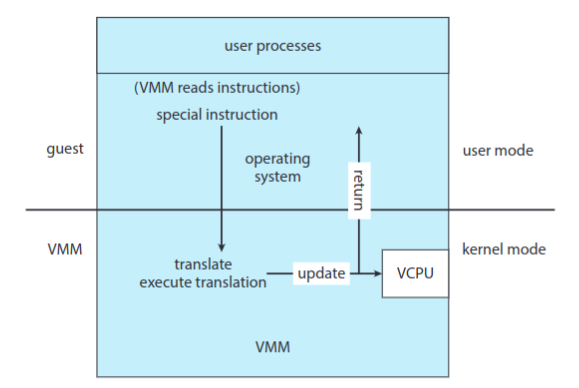 user processes
(VMM reads instructions)
special instruction
guest
operating
system
user mode
return
VMM
kernel mode
translate
execute translation
update
VCPU
VMM